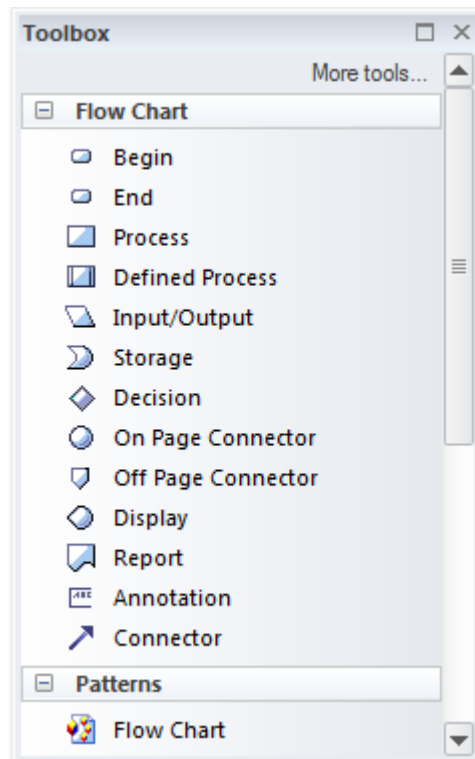 Toolbox
More tools...
Flow Chart
Begin
End
Process
Defined Process
Input/Output
Storage
Decision
On Page Connector
Off Page Connector
Display
Report
Annotation
Connector
Patterns
Flow Chart